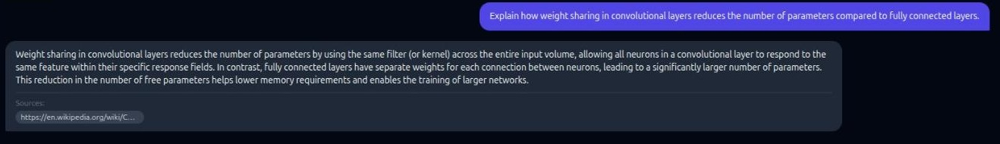 Explain how weight sharing in convolutional layers reduces the number of parameters compared to fully connected layers.
Weight sharing in convolutional layers reduces the number of parameters by using the same filter (or kernel) across the entire input volume, allowing all neurons in a convolutional layer to respond to the
same feature within their specific response fields. In contrast, fully connected layers have separate weights for each connection between neurons, leading to a significantly larger number of parameters.
This reduction in the number of free parameters helps lower memory requirements and enables the training of larger networks.
Sources:
https://en.wikipedia.org/wiki/C...